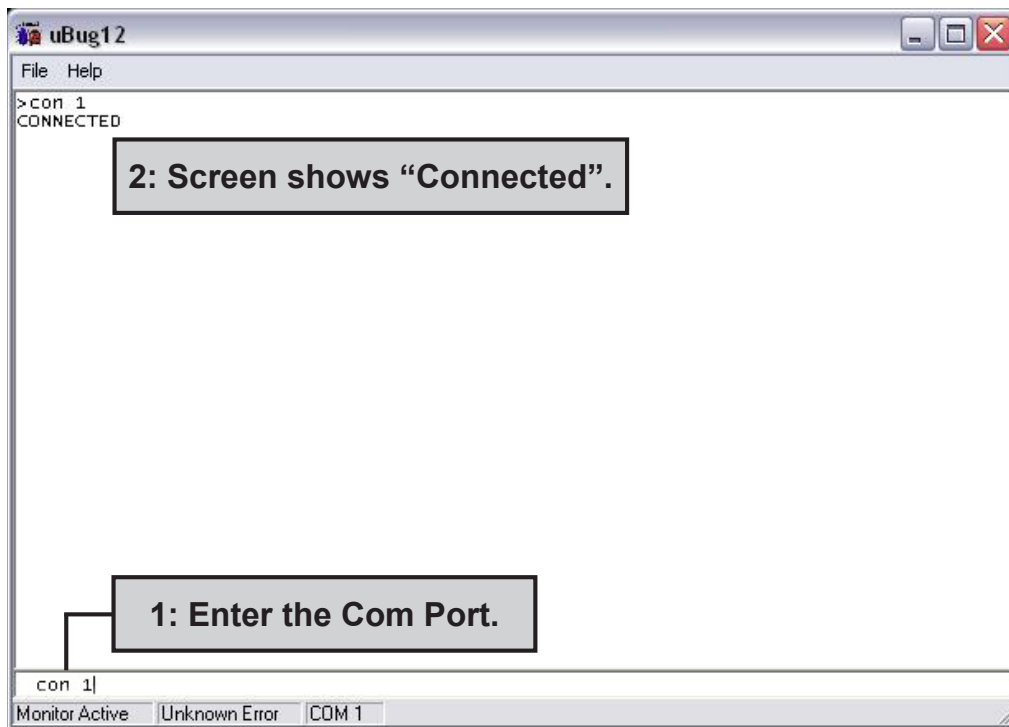 uBug12
File Help
>con 1
CONNECTED
2: Screen shows “Connected”.
1: Enter the Com Port.
con 1
Monitor Active Unknown Error COM 1